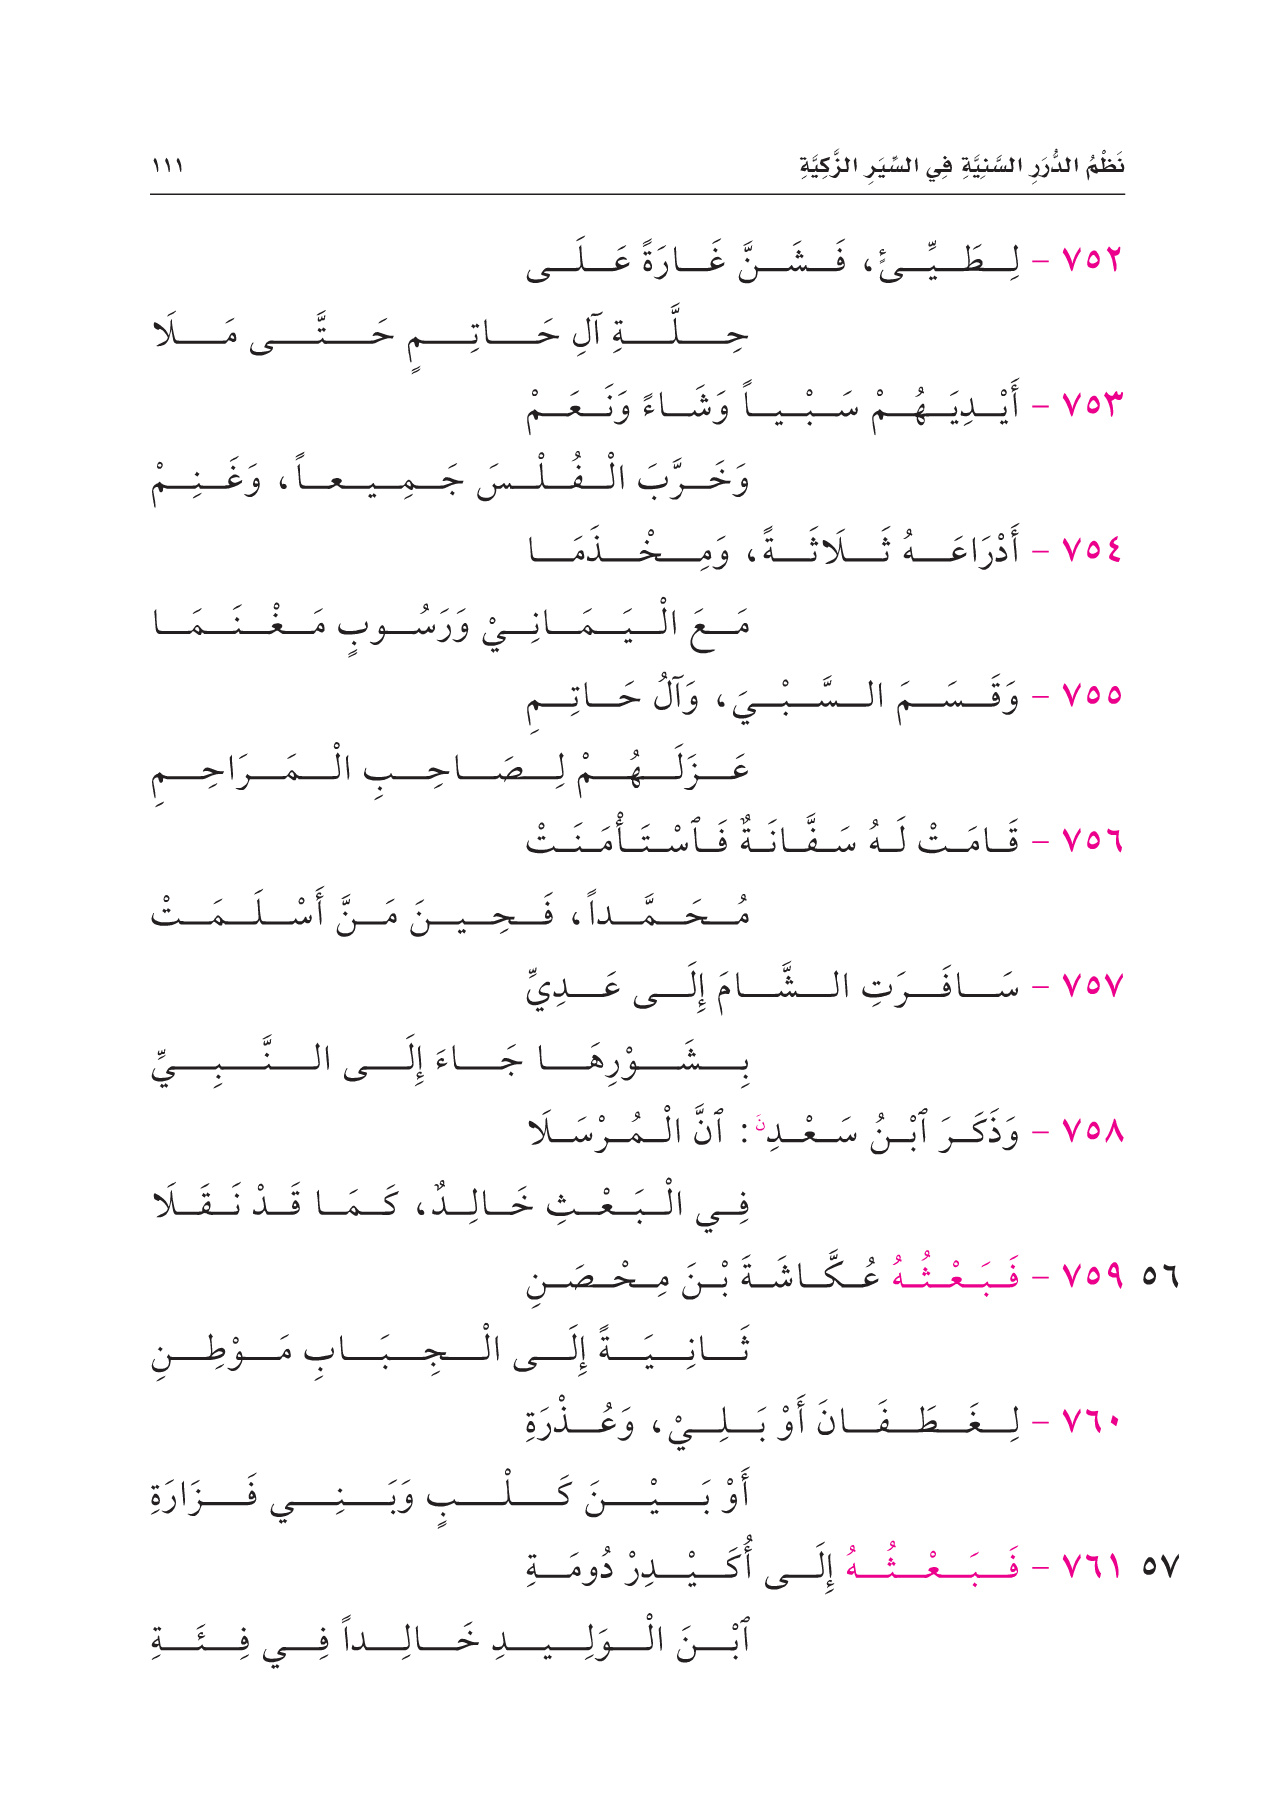 نَظْمُ الدُّرَرِ السَّنِيَّةِ فِي السِّيَرِ الزَّكِيَّةِ ١١١
٧٥٢ - لِطَيِّئٍ، فَشَنَّ غَارَةً عَلَى
حِلَّةِ آلِ حَاتِمٍ حَتَّى مَلَا
٧٥٣ - أَيْدِيَهُمْ سَبْياً وَشَاءً وَنَعَمْ
وَخَرَّبَ الْفُلْسَ جَمِيعاً، وَغَنِمْ
٧٥٤ - أَدْرَاعَهُ ثَلَاثَةً، وَمِخْذَمَا
مَعَ الْيَمَانِيْ وَرَسُوبٍ مَغْنَمَا
٧٥٥ - وَقَسَمَ السَّبْيَ، وَآلُ حَاتِمِ
عَزَلَهُمْ لِصَاحِبِ الْمَرَاحِمِ
٧٥٦ - قَامَتْ لَهُ سَفَّانَةٌ فَٱسْتَأْمَنَتْ
مُحَمَّداً، فَحِينَ مَنَّ أَسْلَمَتْ
٧٥٧ - سَافَرَتِ الشَّامَ إِلَى عَدِيِّ
بِشَوْرِهَا جَاءَ إِلَى النَّبِيِّ
٧٥٨ - وَذَكَرَ ٱبْنُ سَعْدِنَ: ٱنَّ الْمُرْسَلَا
فِي الْبَعْثِ خَالِدٌ، كَمَا قَدْ نَقَلَا
٥٦ ٧٥٩ - فَبَعْثُهُ عُكَّاشَةَ بْنَ مِحْصَنِ
ثَانِيَةً إِلَى الْجِبَابِ مَوْطِنِ
٧٦٠ - لِغَطَفَانَ أَوْ بَلِيْ، وَعُذْرَةِ
أَوْ بَيْنَ كَلْبٍ وَبَنِي فَزَارَةِ
٥٧ ٧٦١ - فَبَعْثُهُ إِلَى أُكَيْدِرْ دُومَةِ
ٱبْنَ الْوَلِيدِ خَالِداً فِي فِئَةِ